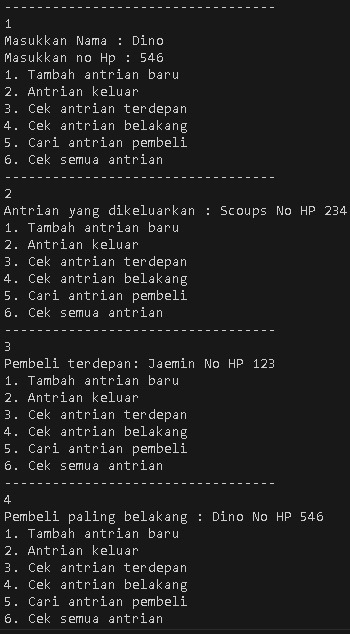 --------------------------------
1
Masukkan Nama : Dino
Masukkan no Hp : 546
1. Tambah antrian baru
2. Antrian keluar
3. Cek antrian terdepan
4. Cek antrian belakang
5. Cari antrian pembeli
6. Cek semua antrian
--------------------------------
2
Antrian yang dikeluarkan : Scoups No HP 234
1. Tambah antrian baru
2. Antrian keluar
3. Cek antrian terdepan
4. Cek antrian belakang
5. Cari antrian pembeli
6. Cek semua antrian
--------------------------------
3
Pembeli terdepan: Jaemin No HP 123
1. Tambah antrian baru
2. Antrian keluar
3. Cek antrian terdepan
4. Cek antrian belakang
5. Cari antrian pembeli
6. Cek semua antrian
--------------------------------
4
Pembeli paling belakang : Dino No HP 546
1. Tambah antrian baru
2. Antrian keluar
3. Cek antrian terdepan
4. Cek antrian belakang
5. Cari antrian pembeli
6. Cek semua antrian